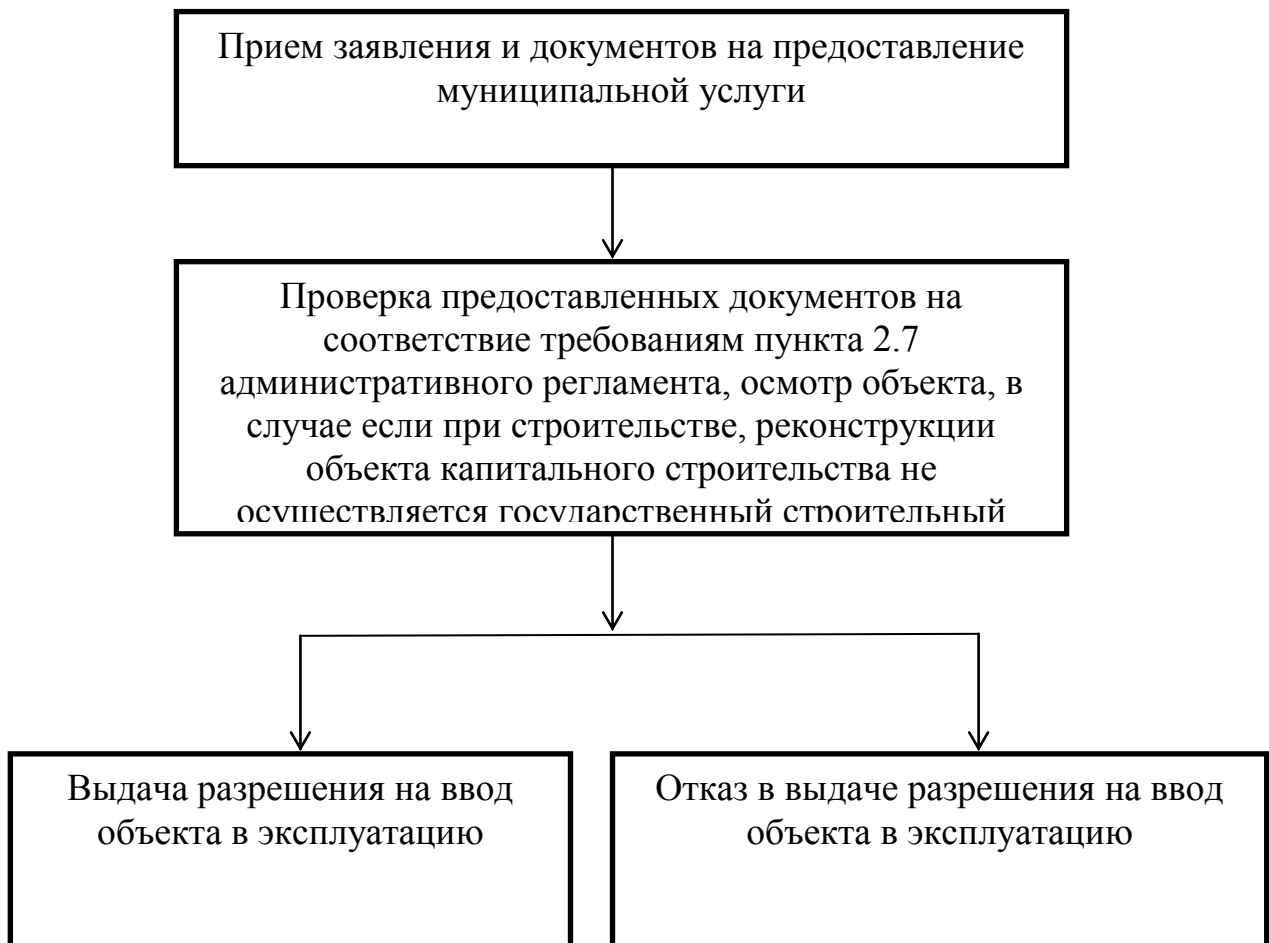 Прием заявления и документов на предоставление
муниципальной услуги
Проверка предоставленных документов на
соответствие требованиям пункта 2.7
административного регламента, осмотр объекта, в
случае если при строительстве, реконструкции
объекта капитального строительства не
осуществляется государственный строительный
Выдача разрешения на ввод
объекта в эксплуатацию
Отказ в выдаче разрешения на ввод
объекта в эксплуатацию